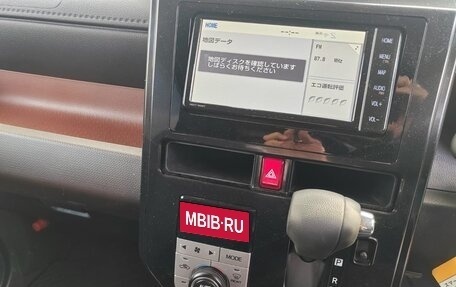 HOME
--:--
地図データ
地図ディスクを確認しています
しばらくお待ちください
FM
87.8 MHz
エコ運転評価
HOME
MENU
MAP
AUDIO
VOL+
VOL-
MBIB-RU
MODE
P
R